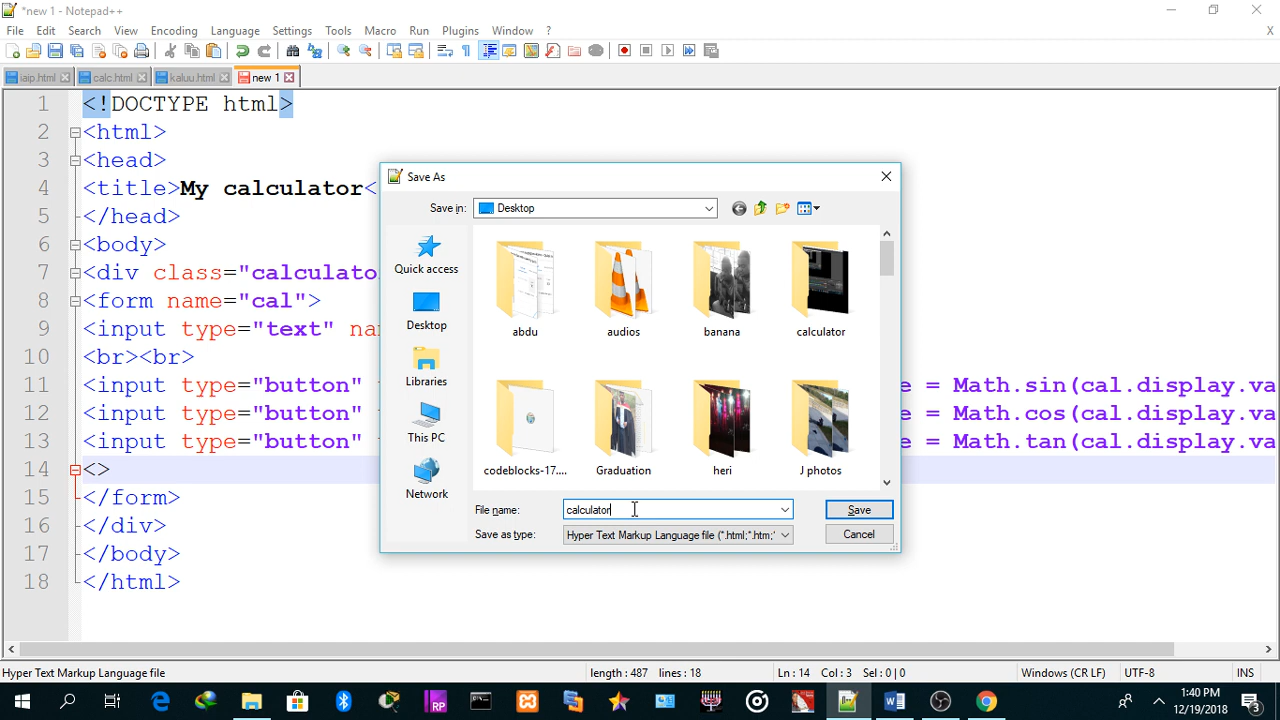 *new 1 - Notepad++
File Edit Search View Encoding Language Settings Tools Macro Run Plugins Window ? X
iaip.html calc.html kaluu.html new 1
1 <!DOCTYPE html>
2 <html>
3 <head>
4 <title>My calculator<
5 </head>
6 <body>
7 <div class="calculato
8 <form name="cal">
9 <input type="text" na
10 <br><br>
11 <input type="button" = Math.sin(cal.display.va
12 <input type="button" = Math.cos(cal.display.va
13 <input type="button" = Math.tan(cal.display.va
14 <>
15 </form>
16 </div>
17 </body>
18 </html>
Save As
Save in: Desktop
Quick access
Desktop
Libraries
This PC
Network
abdu audios banana calculator
codeblocks-17.... Graduation heri J photos
File name: calculator Save
Save as type: Hyper Text Markup Language file (*.html;*.htm;* Cancel
Hyper Text Markup Language file length : 487 lines : 18 Ln : 14 Col : 3 Sel : 0 | 0 Windows (CR LF) UTF-8 INS
RP
1:40 PM
12/19/2018
3